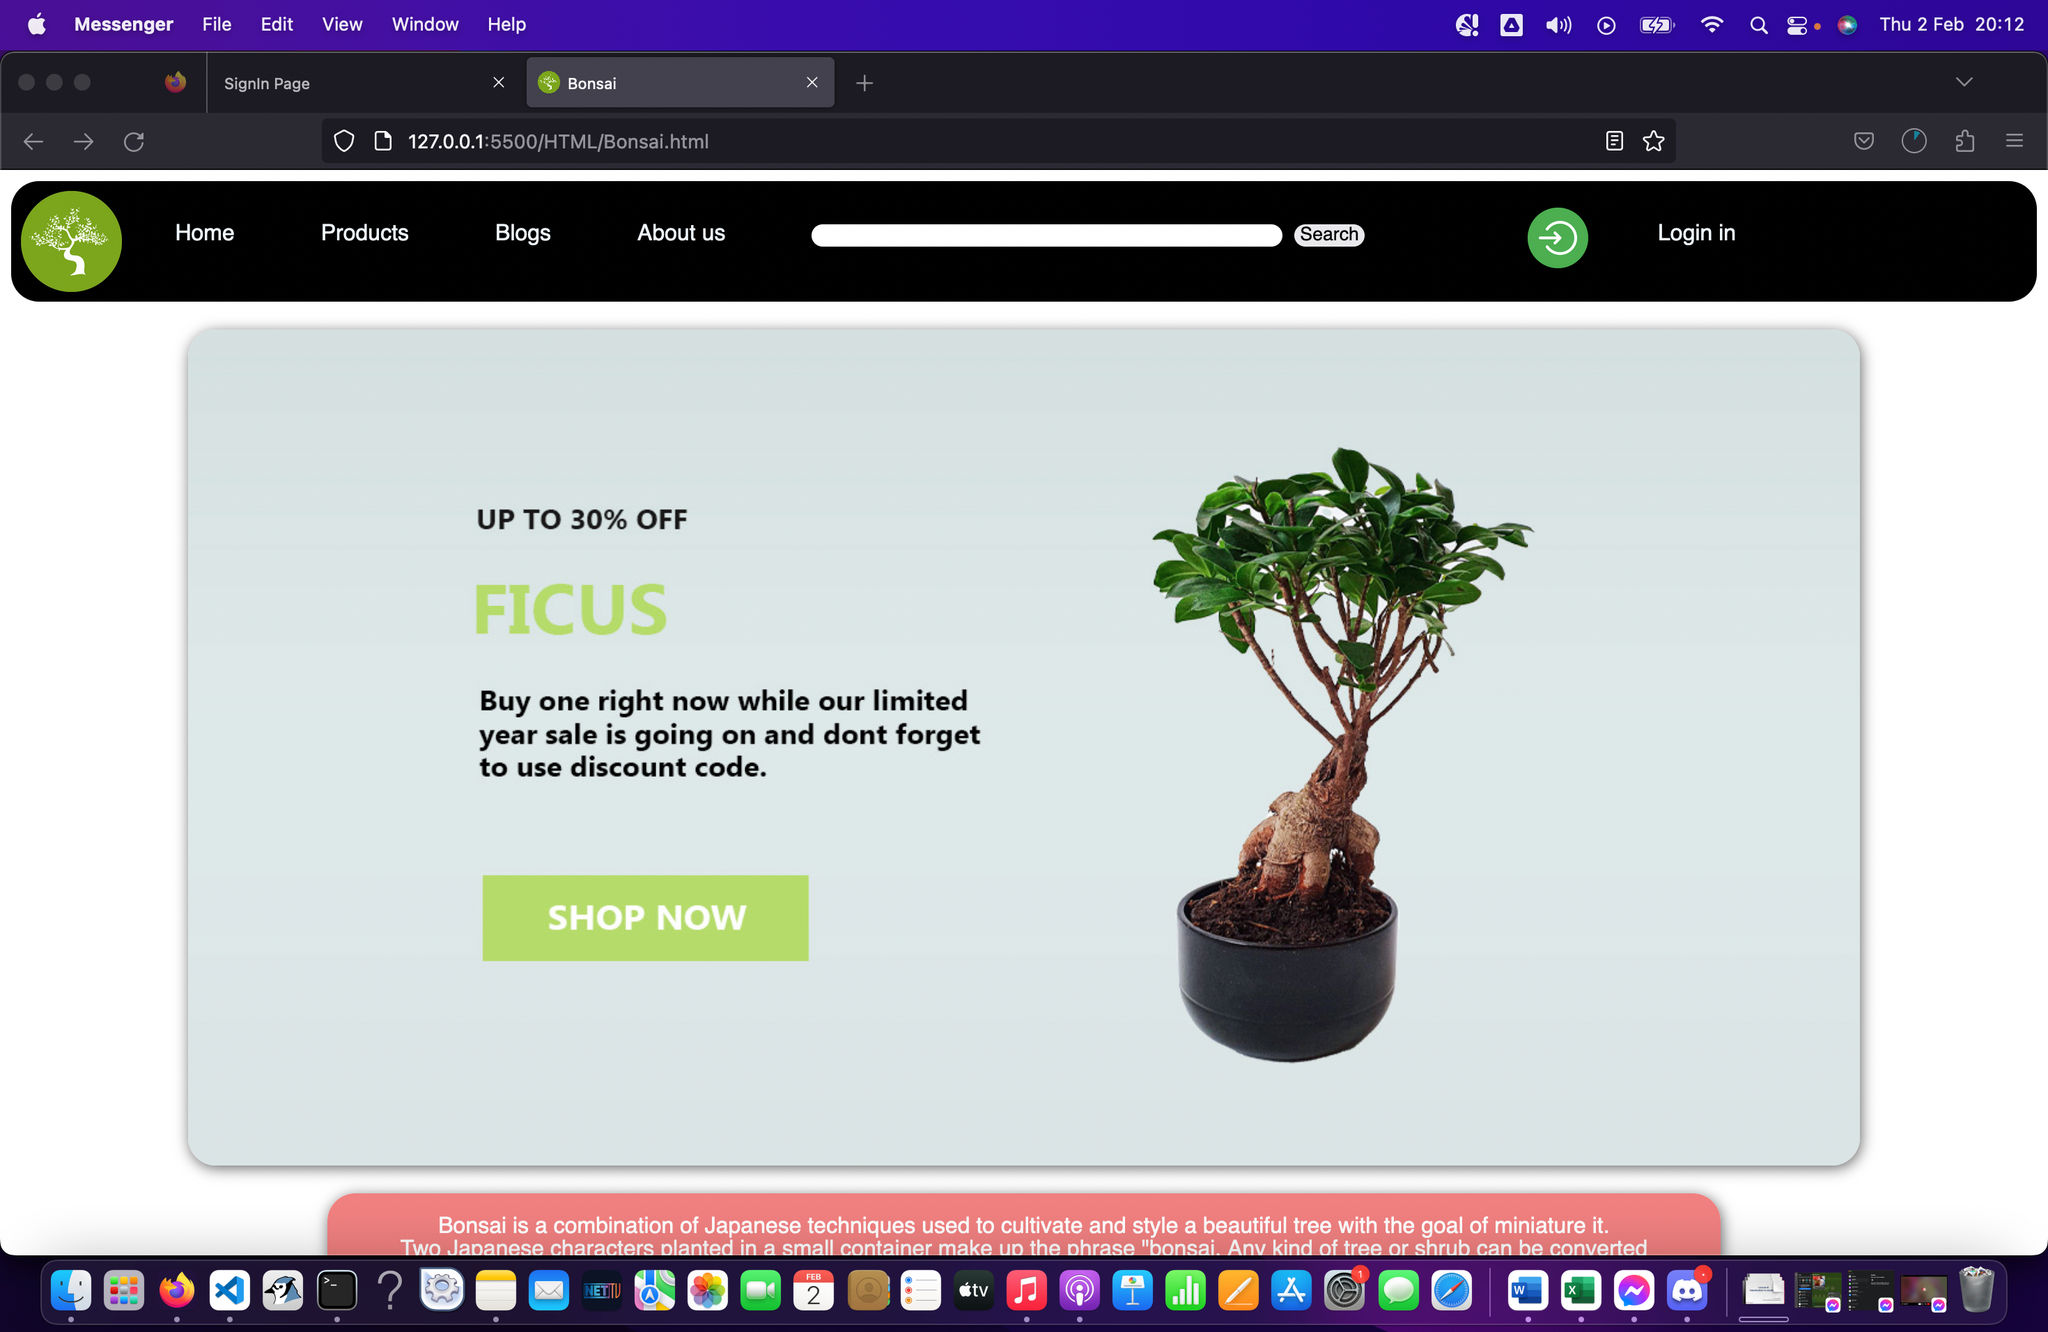 Messenger File Edit View Window Help Thu 2 Feb 20:12
SignIn Page Bonsai
127.0.0.1:5500/HTML/Bonsai.html
Home Products Blogs About us Search Login in
UP TO 30% OFF
FICUS
Buy one right now while our limited
year sale is going on and dont forget
to use discount code.
SHOP NOW
Bonsai is a combination of Japanese techniques used to cultivate and style a beautiful tree with the goal of miniature it.
Two Japanese characters planted in a small container make up the phrase "bonsai. Any kind of tree or shrub can be converted
NETTV
FEB
2
tv
1
W
X